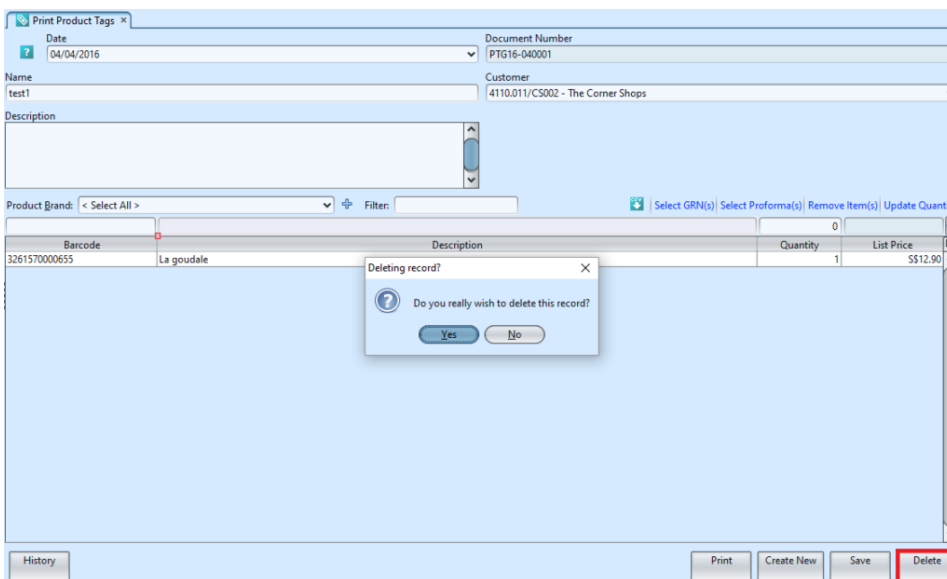 Print Product Tags ×
Date
Document Number
?
04/04/2016
PTG16-040001
Name
Customer
test1
4110.011/CS002 - The Corner Shops
Description
Product Brand: < Select All >
Filter:
Select GRN(s) Select Proforma(s) Remove Item(s) Update Quant
0
Barcode
Description
Quantity
List Price
3261570000655
La goudale
1
S$12.90
Deleting record?
Do you really wish to delete this record?
Yes
No
History
Print
Create New
Save
Delete